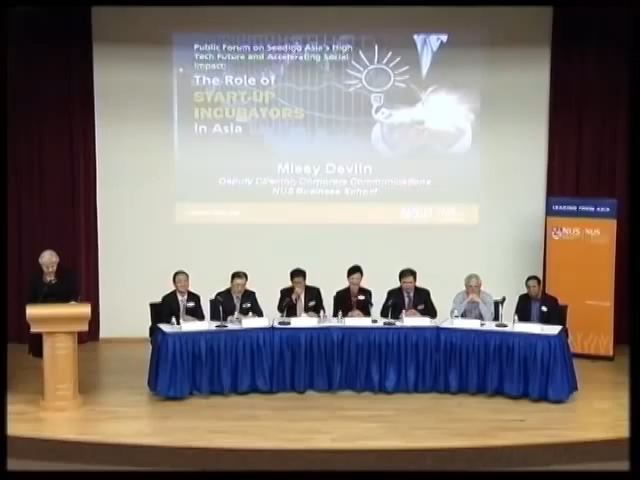 Public Forum on Seeding Asia's High
Tech Future and Accelerating Social
Impact:
The Role of
START-UP
INCUBATORS
in Asia
Missy Devlin
Deputy Director, Corporate Communications
NUS Business School
LEADING FROM ASIA
NUS NUS